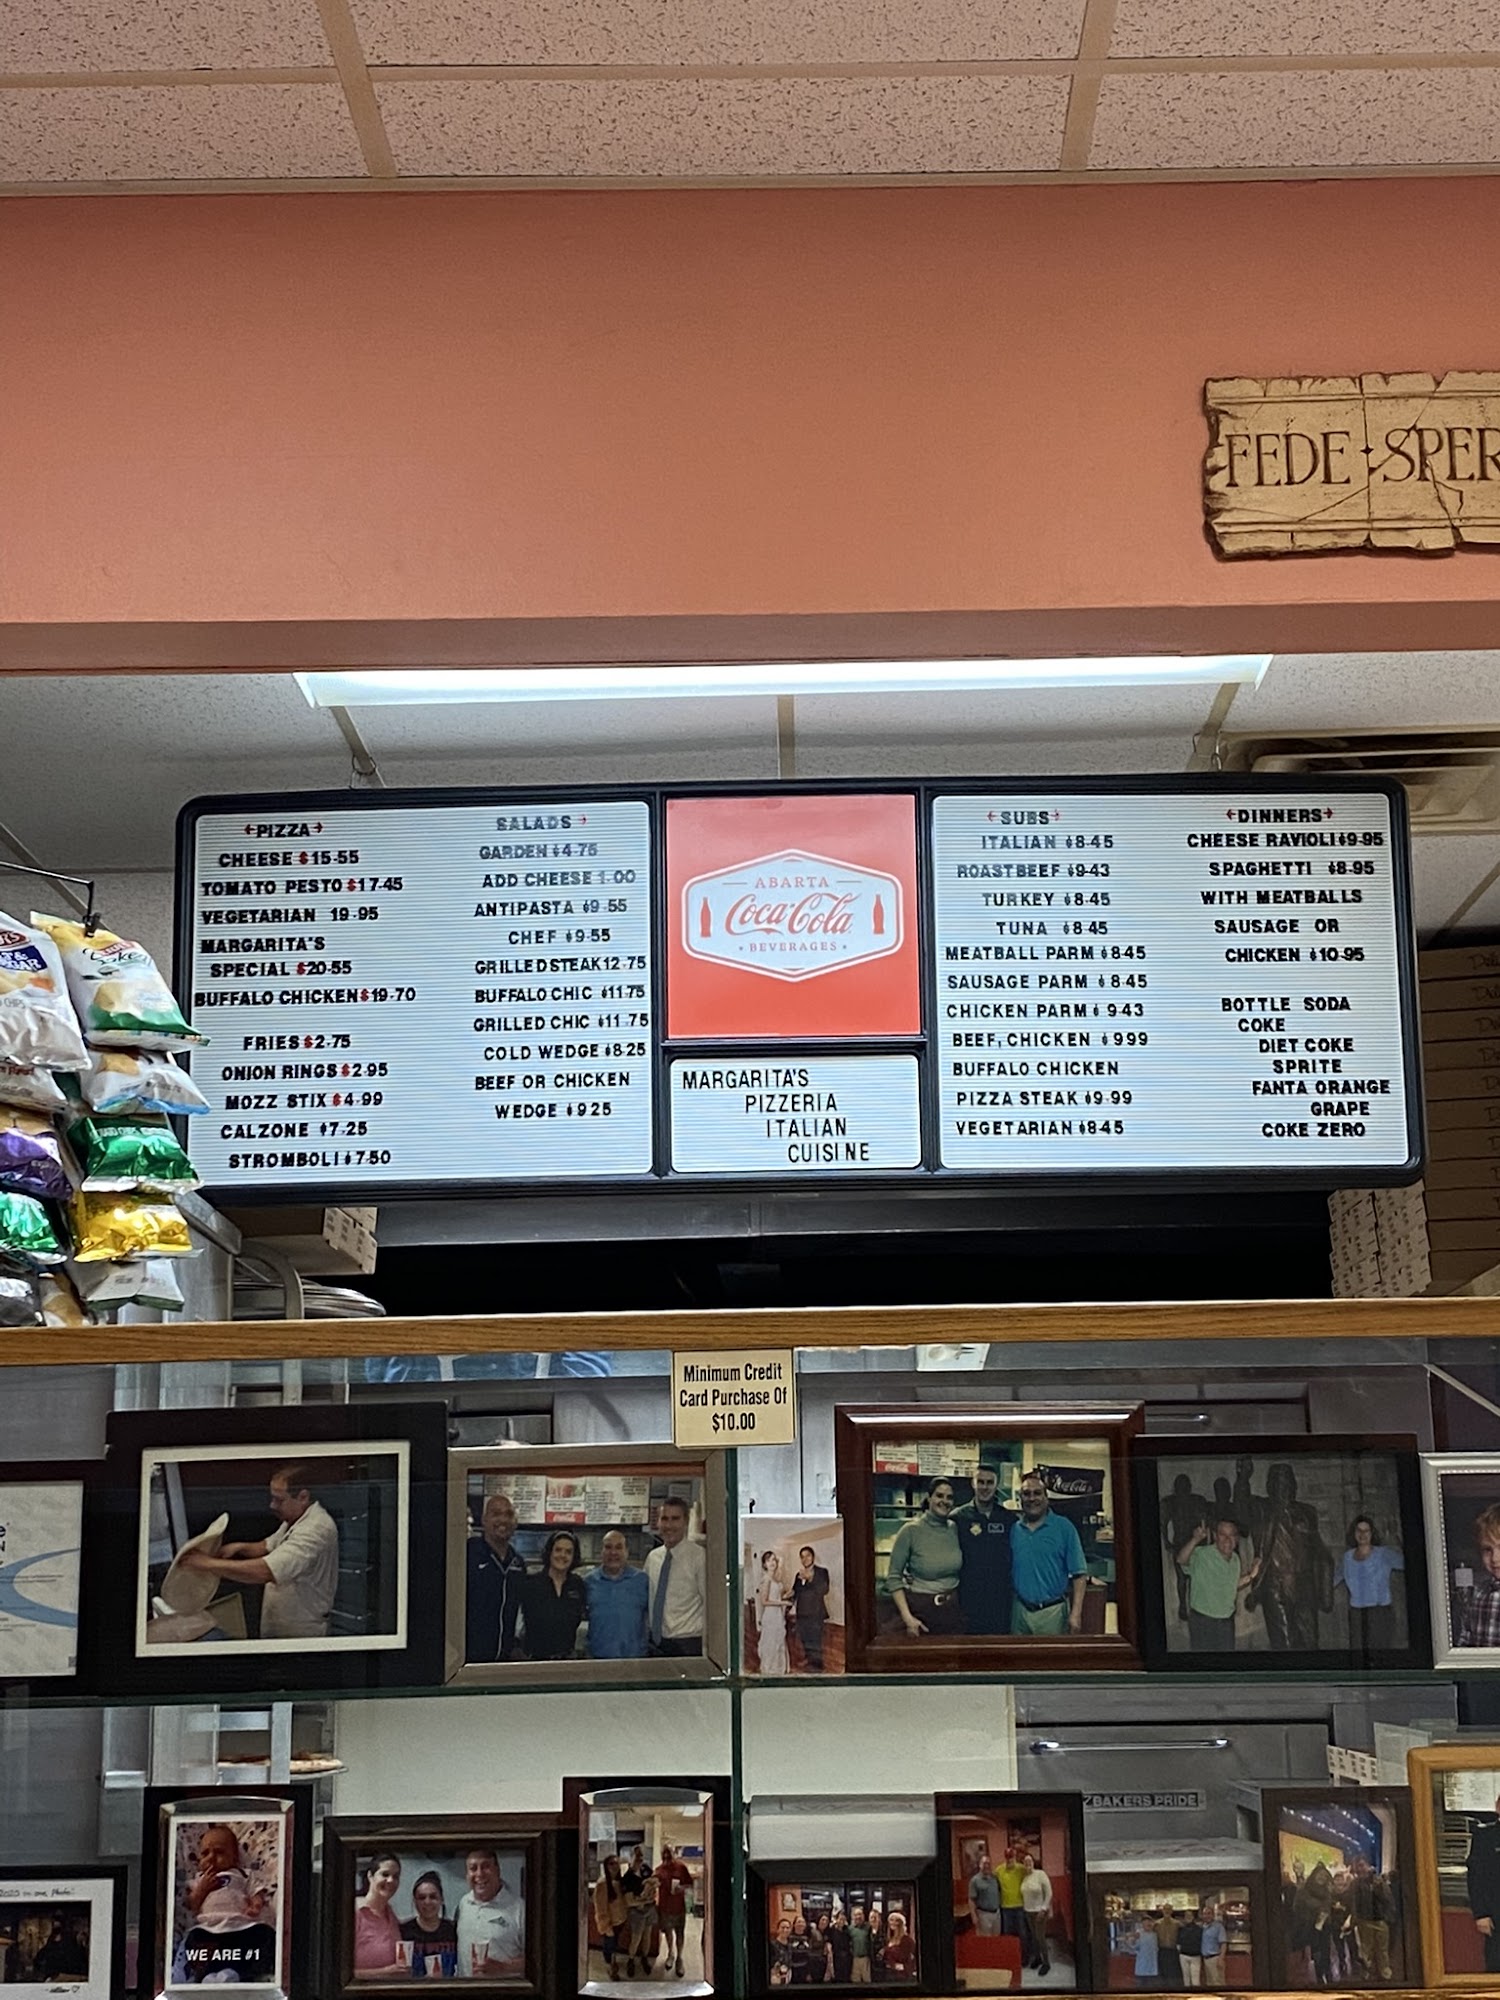 FEDE · SPER
PIZZA
CHEESE $15.55
TOMATO PESTO $17.45
VEGETARIAN 19.95
MARGARITA'S
SPECIAL $20.55
BUFFALO CHICKEN $19.70
FRIES $2.75
ONION RINGS $2.95
MOZZ STIX $4.99
CALZONE $7.25
STROMBOLI $7.50
SALADS
GARDEN $4.75
ADD CHEESE 1.00
ANTIPASTA $9.55
CHEF $9.55
GRILLED STEAK 12.75
BUFFALO CHIC $11.75
GRILLED CHIC $11.75
COLD WEDGE $8.25
BEEF OR CHICKEN
WEDGE $925
ABARTA
Coca-Cola
BEVERAGES
MARGARITA'S
PIZZERIA
ITALIAN
CUISINE
SUBS
ITALIAN $8.45
ROAST BEEF $9.43
TURKEY $8.45
TUNA $8.45
MEATBALL PARM $8.45
SAUSAGE PARM $8.45
CHICKEN PARM $943
BEEF, CHICKEN $999
BUFFALO CHICKEN
PIZZA STEAK $9.99
VEGETARIAN $8.45
DINNERS
CHEESE RAVIOLI $9.95
SPAGHETTI $8.95
WITH MEATBALLS
SAUSAGE OR
CHICKEN $10.95
BOTTLE SODA
COKE
DIET COKE
SPRITE
FANTA ORANGE
GRAPE
COKE ZERO
Minimum Credit
Card Purchase Of
$10.00
Coca-Cola
BAKERS PRIDE
WE ARE #1